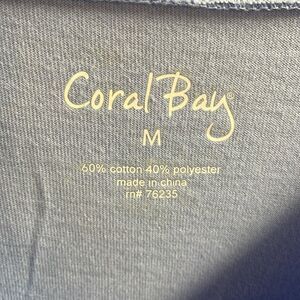 Coral Bay®
M
60% cotton 40% polyester
made in china
rn# 76235